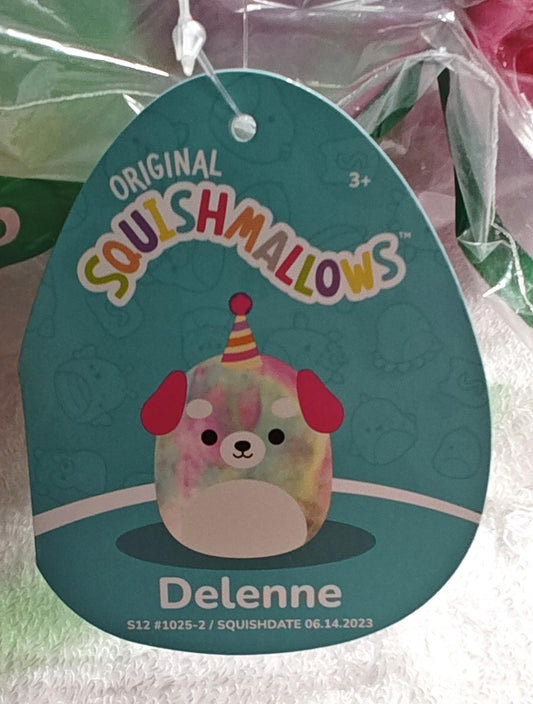 ORIGINAL
3+
SQUISHMALLOWS™
Delenne
S12 #1025-2 / SQUISHDATE 06.14.2023